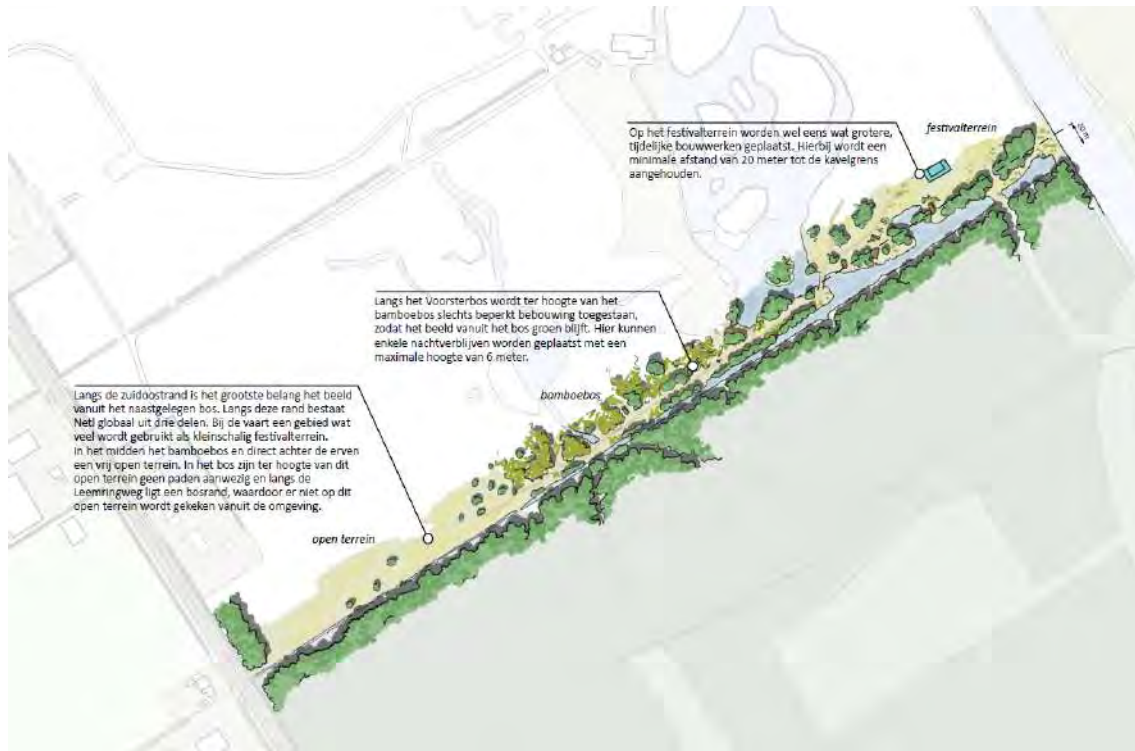 Op het festivalterrein worden wel eens wat grotere,
tijdelijke bouwwerken geplaatst. Hierbij wordt een
minimale afstand van 20 meter tot de kavelgrens
aangehouden.
festivalterrein
20 m
Langs het Voorsterbos wordt ter hoogte van het
bamboebos slechts beperkt bebouwing toegestaan,
zodat het beeld vanuit het bos groen blijft. Hier kunnen
enkele nachtverblijven worden geplaatst met een
maximale hoogte van 6 meter.
bamboebos
Langs de zuidoostrand is het grootste belang het beeld
vanuit het naastgelegen bos. Langs deze rand bestaat
Netl globaal uit drie delen. Bij de vaart een gebied wat
veel wordt gebruikt als kleinschalig festivalterrein.
In het midden het bamboebos en direct achter de erven
een vrij open terrein. In het bos zijn ter hoogte van dit
open terrein geen paden aanwezig en langs de
Leemringweg ligt een bosrand, waardoor er niet op dit
open terrein wordt gekeken vanuit de omgeving.
open terrein